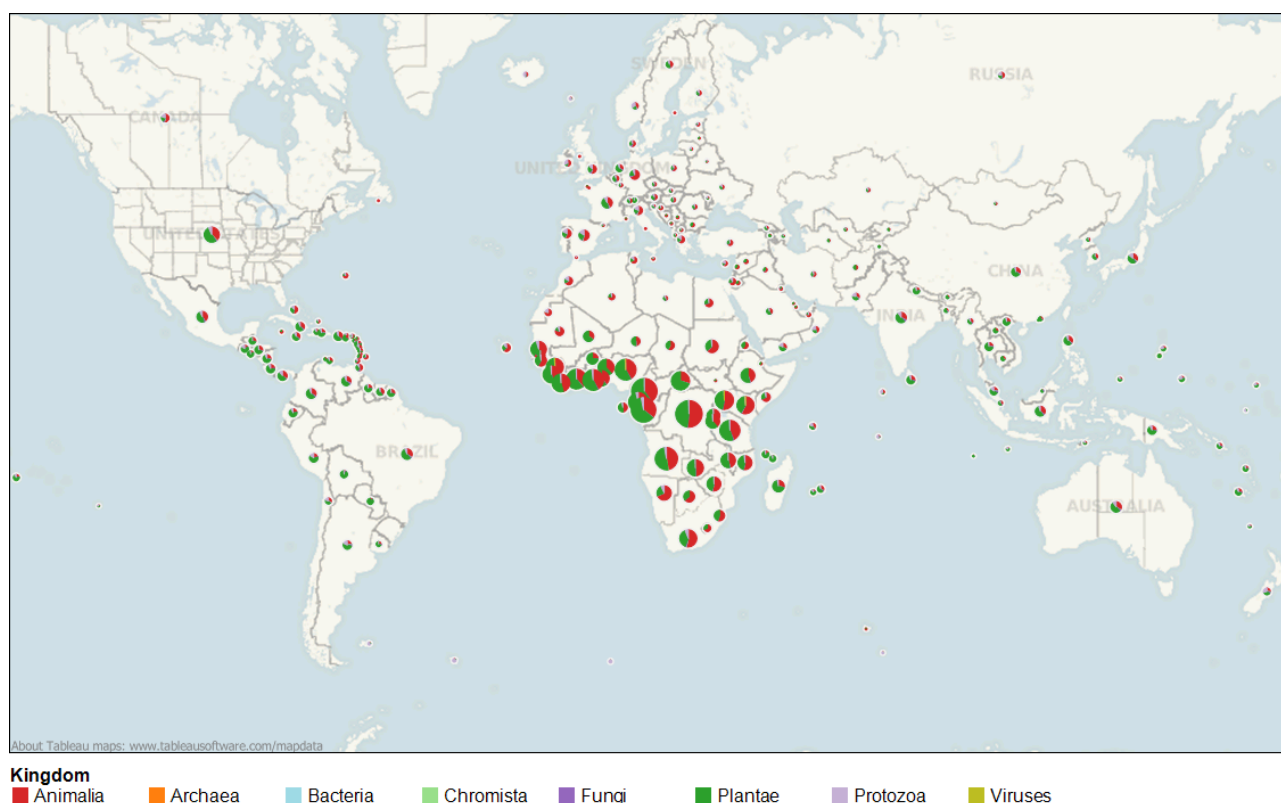 SWEDEN
RUSSIA
CANADA
UNITED KINGDOM
UNITED STATES
CHINA
INDIA
BRAZIL
AUSTRALIA
About Tableau maps: www.tableausoftware.com/mapdata
Kingdom
Animalia Archaea Bacteria Chromista Fungi Plantae Protozoa Viruses